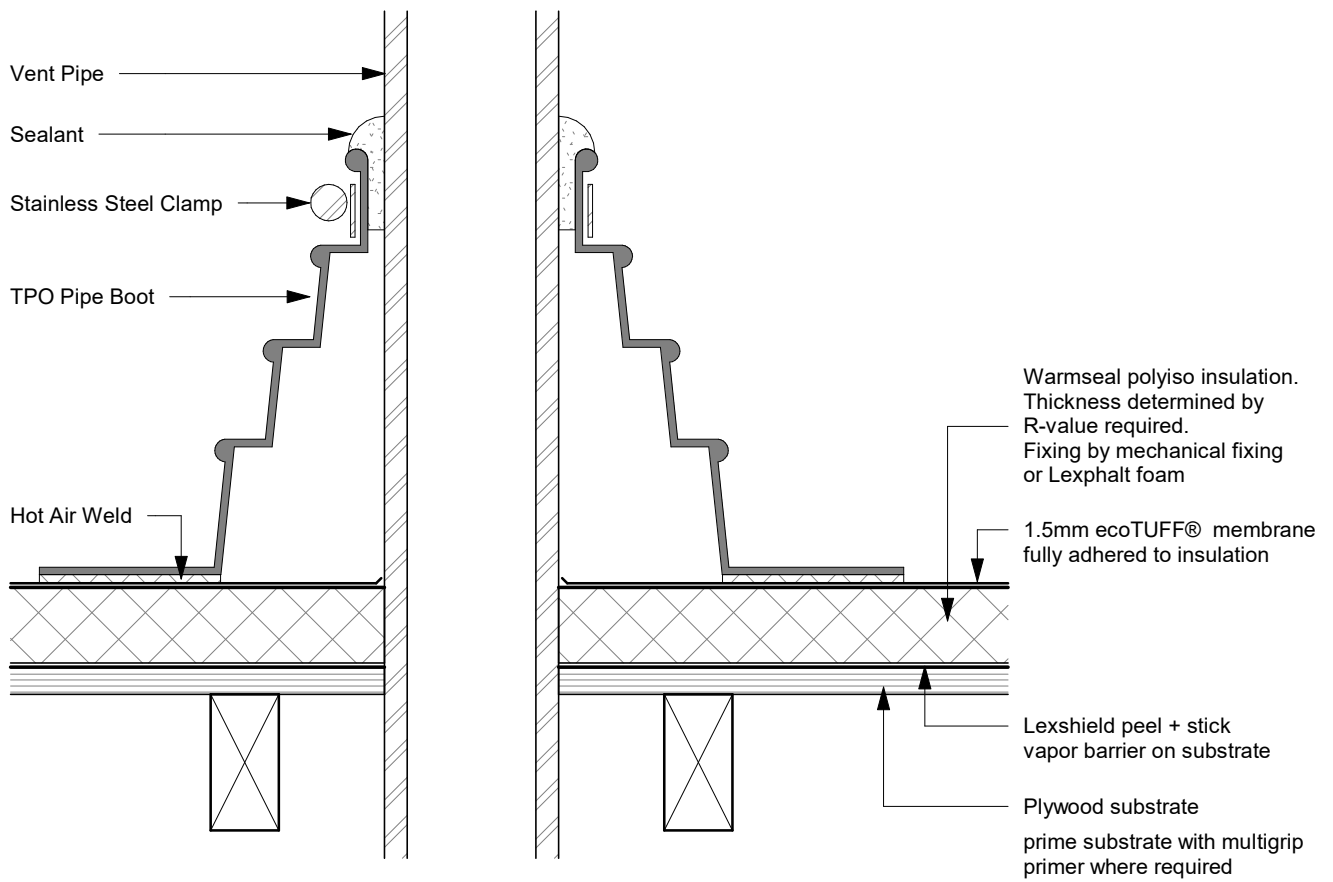 Vent Pipe
Sealant
Stainless Steel Clamp
TPO Pipe Boot
Hot Air Weld
Warmseal polyiso insulation.
Thickness determined by
R-value required.
Fixing by mechanical fixing
or Lexphalt foam
1.5mm ecoTUFF® membrane
fully adhered to insulation
Lexshield peel + stick
vapor barrier on substrate
Plywood substrate
prime substrate with multigrip
primer where required